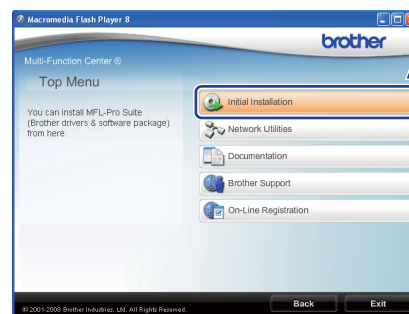 Macromedia Flash Player 8
brother
Multi-Function Center ®
Top Menu
You can install MFL-Pro Suite
(Brother drivers & software package)
from here.
Initial Installation
Network Utilities
Documentation
Brother Support
On-Line Registration
© 2001-2008 Brother Industries, Ltd. All Rights Reserved.
Back
Exit